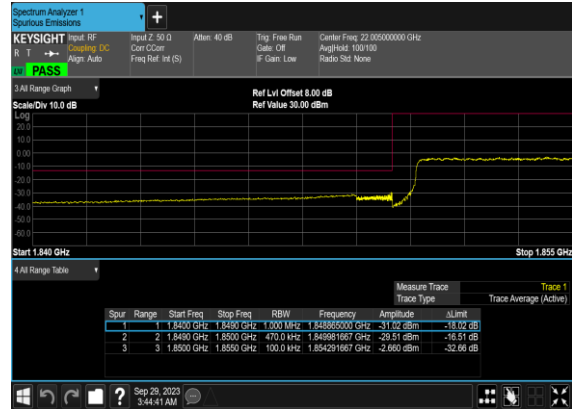 Spectrum Analyzer 1
Spurious Emissions
KEYSIGHT Input: RF Input Z: 50 Ω Atten: 40 dB Trig: Free Run Center Freq: 22.005000000 GHz
R T Coupling: DC Corr CCorr Gate: Off Avg|Hold: 100/100
Align: Auto Freq Ref: Int (S) IF Gain: Low Radio Std: None
LM PASS
3 All Range Graph
Ref Lvl Offset 8.00 dB
Scale/Div 10.0 dB Ref Value 30.00 dBm
Log
20.0
10.0
0.00
-10.0
-20.0
-30.0
-40.0
-50.0
-60.0
Start 1.840 GHz Stop 1.855 GHz
4 All Range Table
Measure Trace Trace 1
Trace Type Trace Average (Active)
Spur Range Start Freq Stop Freq RBW Frequency Amplitude ΔLimit
1 1 1.8400 GHz 1.8490 GHz 1.000 MHz 1.848865000 GHz -31.02 dBm -18.02 dB
2 2 1.8490 GHz 1.8500 GHz 470.0 kHz 1.849981667 GHz -29.51 dBm -16.51 dB
3 3 1.8500 GHz 1.8550 GHz 100.0 kHz 1.854291667 GHz -2.660 dBm -32.66 dB
? Sep 29, 2023
3:44:41 AM